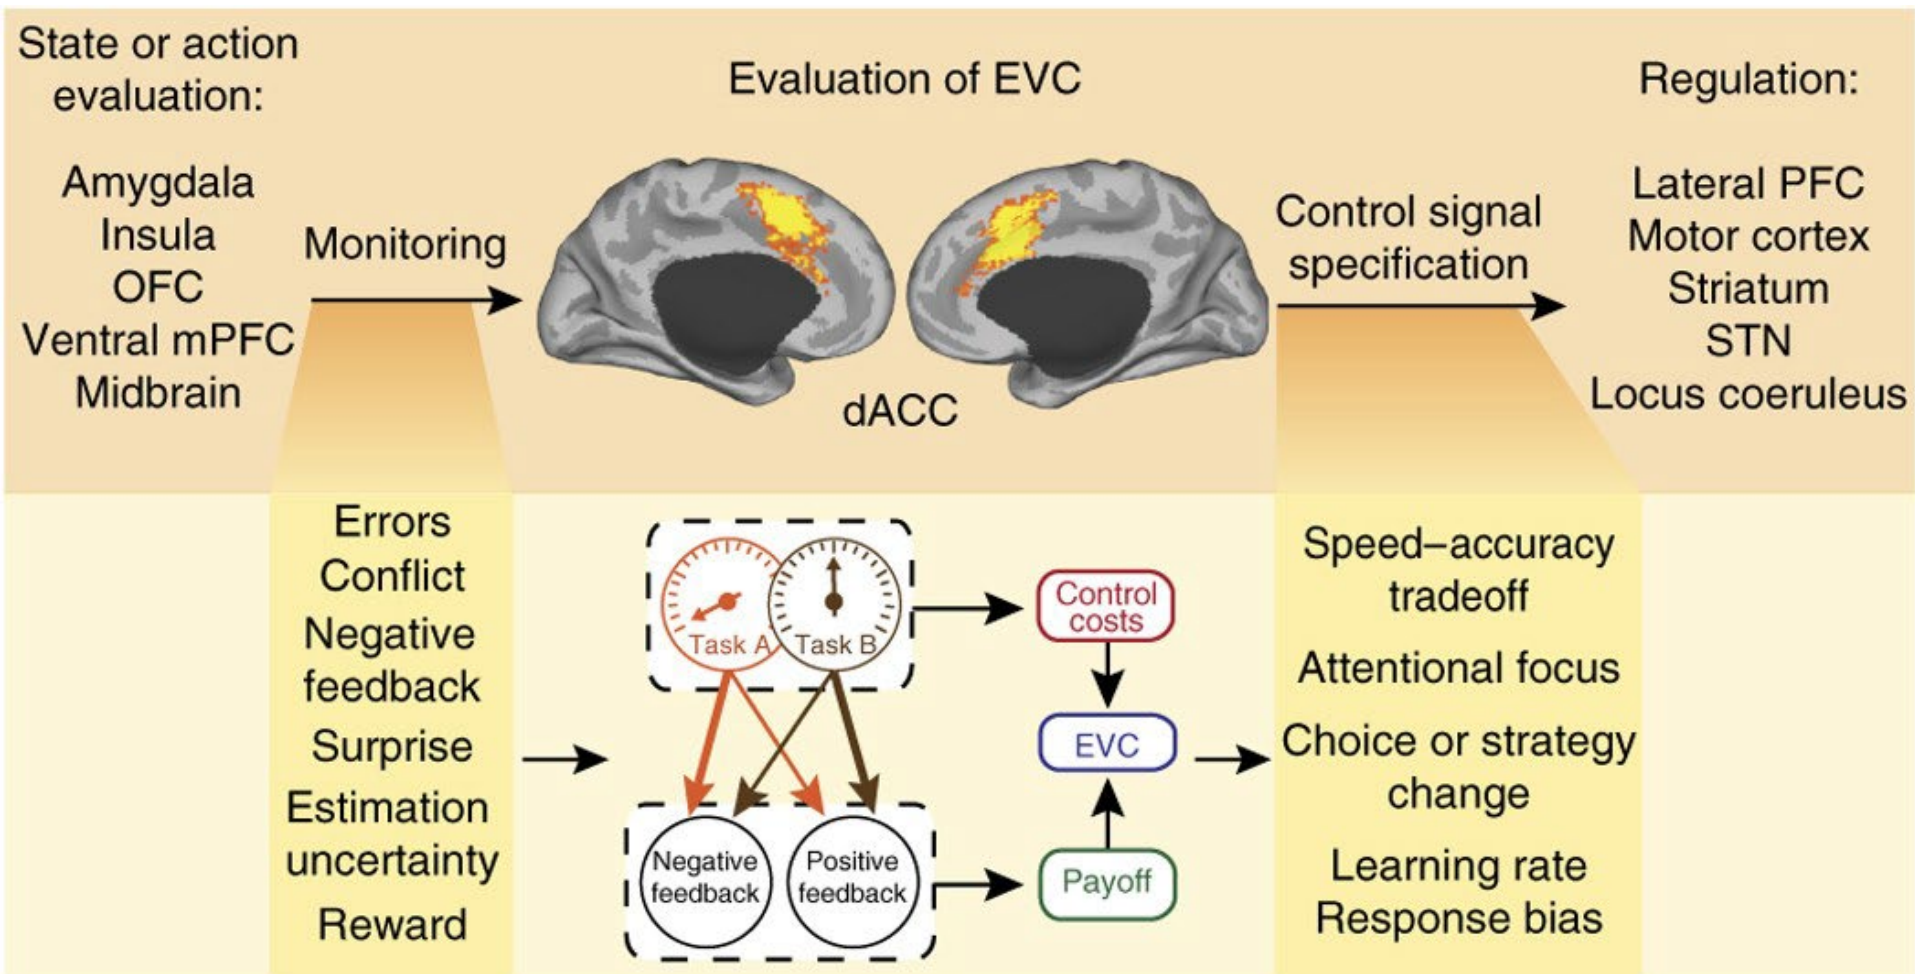 State or action
evaluation:
Amygdala
Insula
OFC
Ventral mPFC
Midbrain
Monitoring
Evaluation of EVC
dACC
Control signal
specification
Regulation:
Lateral PFC
Motor cortex
Striatum
STN
Locus coeruleus
Errors
Conflict
Negative
feedback
Surprise
Estimation
uncertainty
Reward
Task A
Task B
Negative
feedback
Positive
feedback
Control
costs
EVC
Payoff
Speed–accuracy
tradeoff
Attentional focus
Choice or strategy
change
Learning rate
Response bias